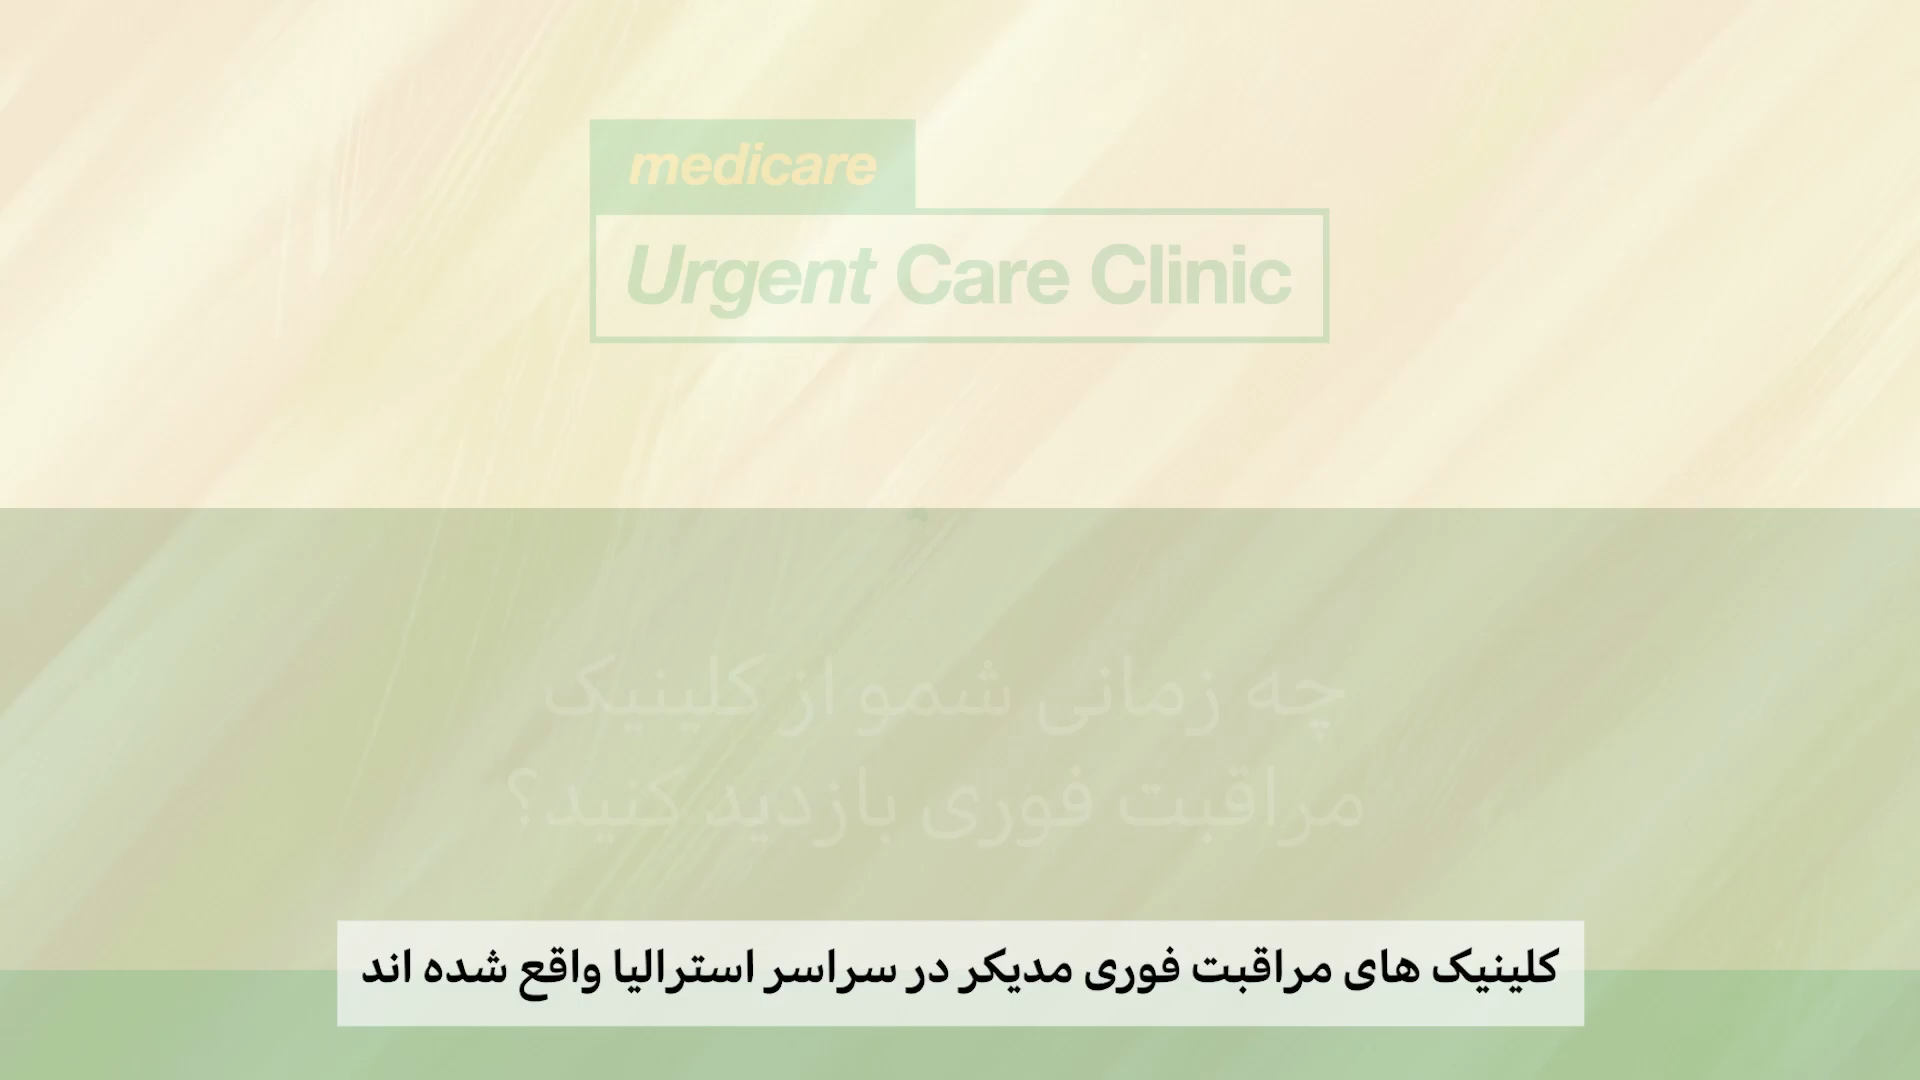 medicare
Urgent Care Clinic
چه زمانی شمو از کلینیک
مراقبت فوری بازدید کنید؟
کلینیک های مراقبت فوری مدیکر در سراسر استرالیا واقع شده اند